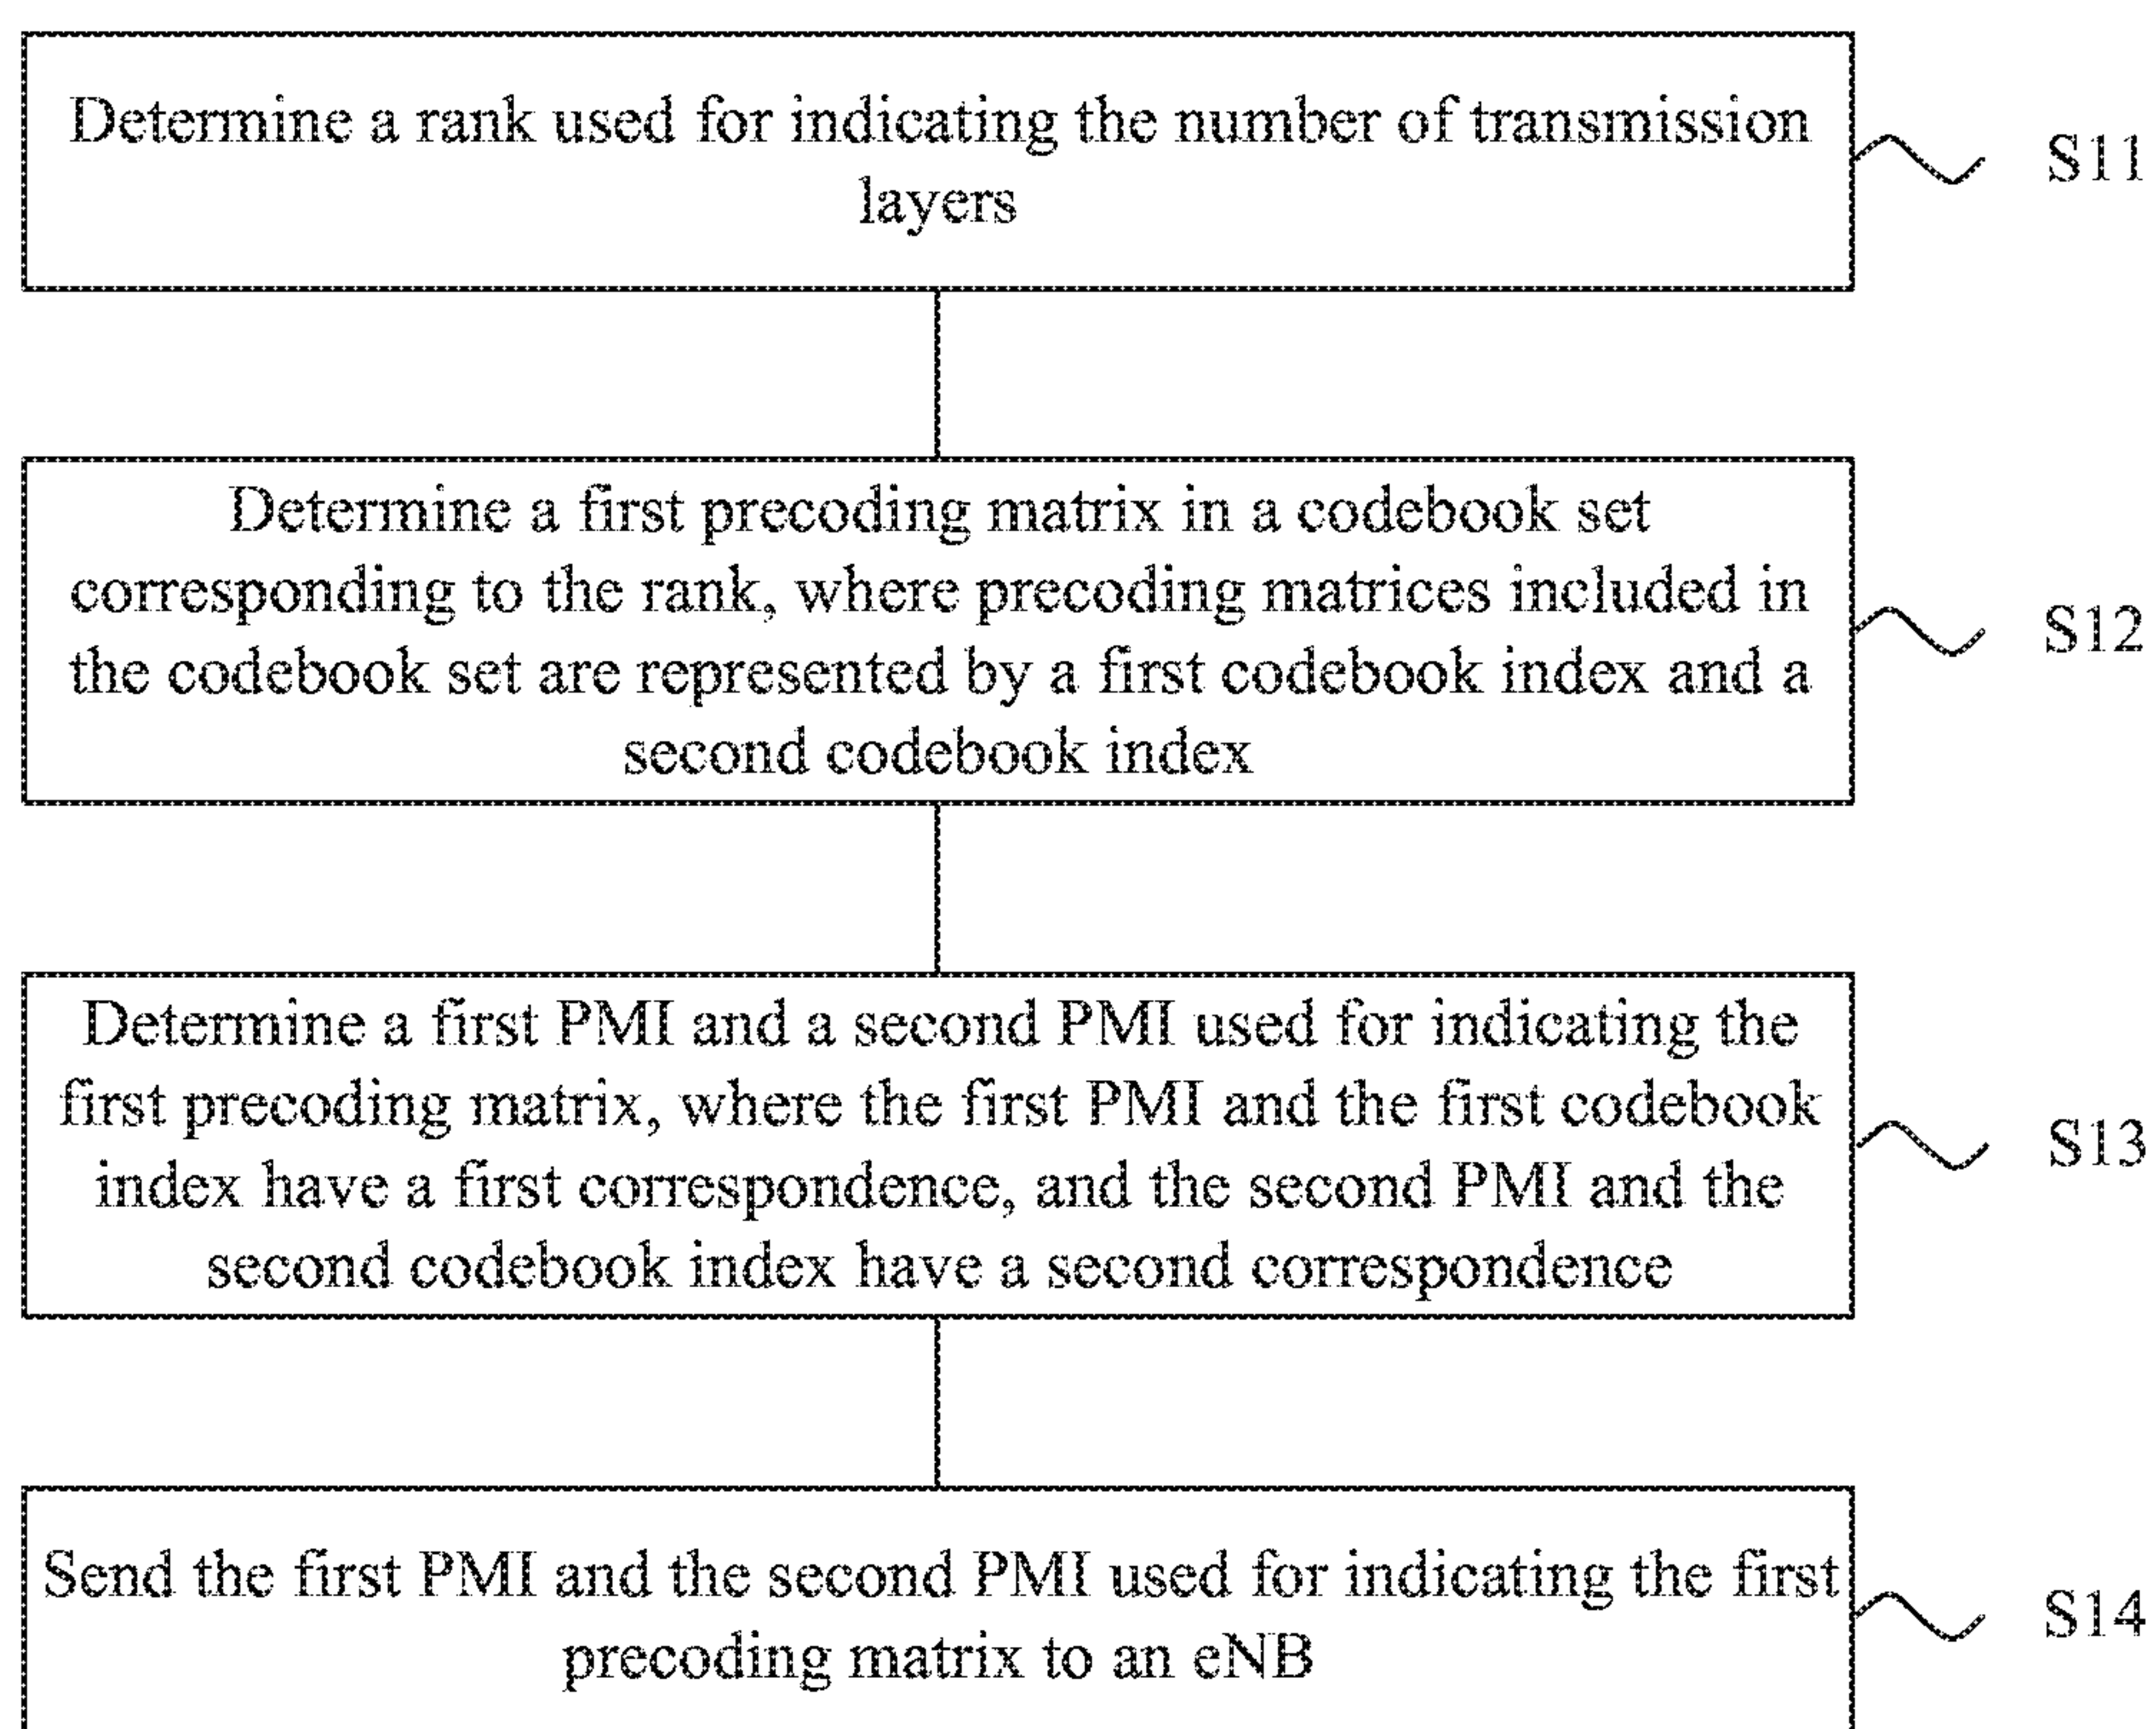 Determine a rank used for indicating the number of transmission
layers
S11
Determine a first precoding matrix in a codebook set
corresponding to the rank, where precoding matrices included in
the codebook set are represented by a first codebook index and a
second codebook index
S12
Determine a first PMI and a second PMI used for indicating the
first precoding matrix, where the first PMI and the first codebook
index have a first correspondence, and the second PMI and the
second codebook index have a second correspondence
S13
Send the first PMI and the second PMI used for indicating the first
precoding matrix to an eNB
S14